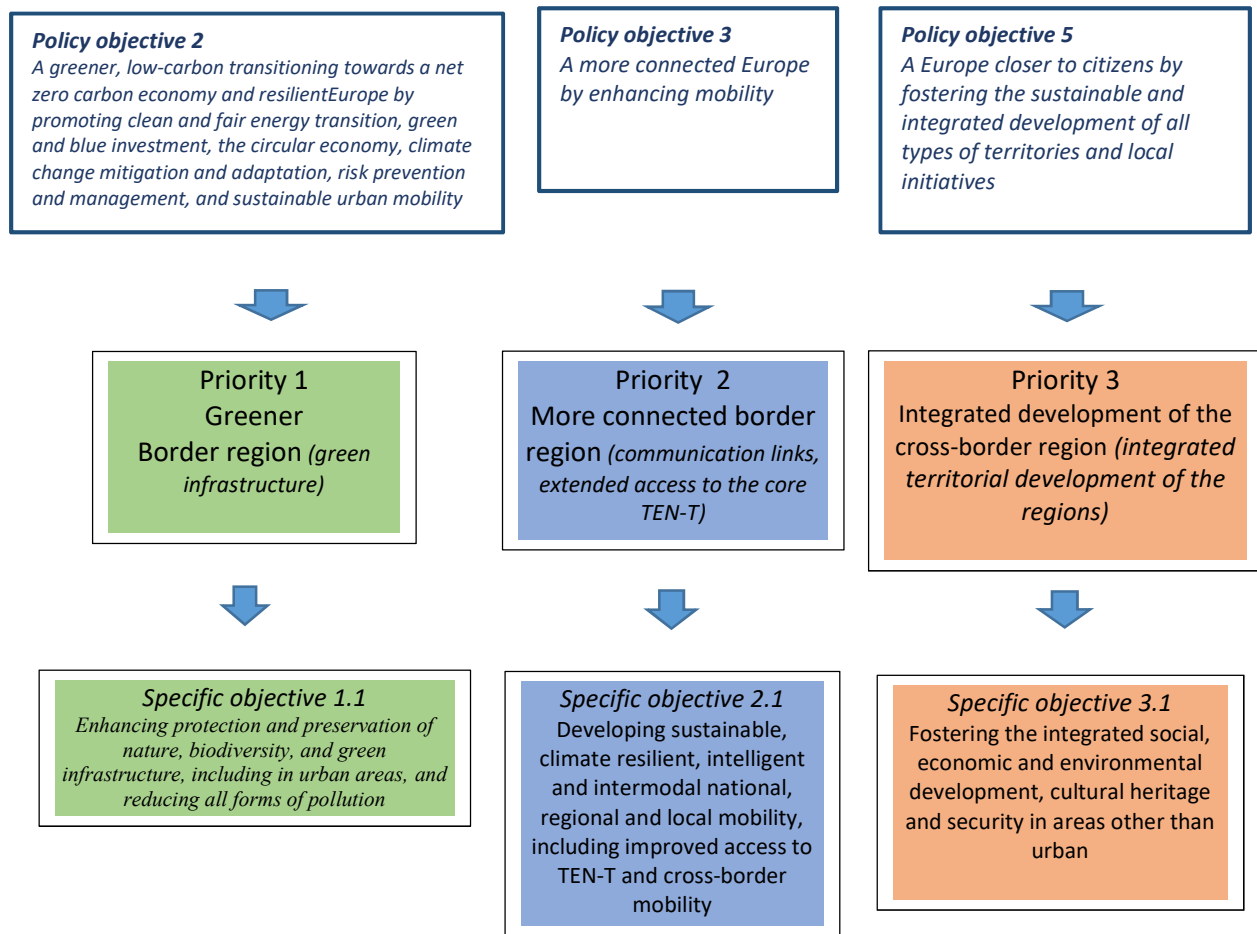 Policy objective 2
A greener, low-carbon transitioning towards a net
zero carbon economy and resilientEurope by
promoting clean and fair energy transition, green
and blue investment, the circular economy, climate
change mitigation and adaptation, risk prevention
and management, and sustainable urban mobility
Policy objective 3
A more connected Europe
by enhancing mobility
Policy objective 5
A Europe closer to citizens by
fostering the sustainable and
integrated development of all
types of territories and local
initiatives
Priority 1
Greener
Border region (green
infrastructure)
Priority 2
More connected border
region (communication links,
extended access to the core
TEN-T)
Priority 3
Integrated development of the
cross-border region (integrated
territorial development of the
regions)
Specific objective 1.1
Enhancing protection and preservation of
nature, biodiversity, and green
infrastructure, including in urban areas, and
reducing all forms of pollution
Specific objective 2.1
Developing sustainable,
climate resilient, intelligent
and intermodal national,
regional and local mobility,
including improved access to
TEN-T and cross-border
mobility
Specific objective 3.1
Fostering the integrated social,
economic and environmental
development, cultural heritage
and security in areas other than
urban